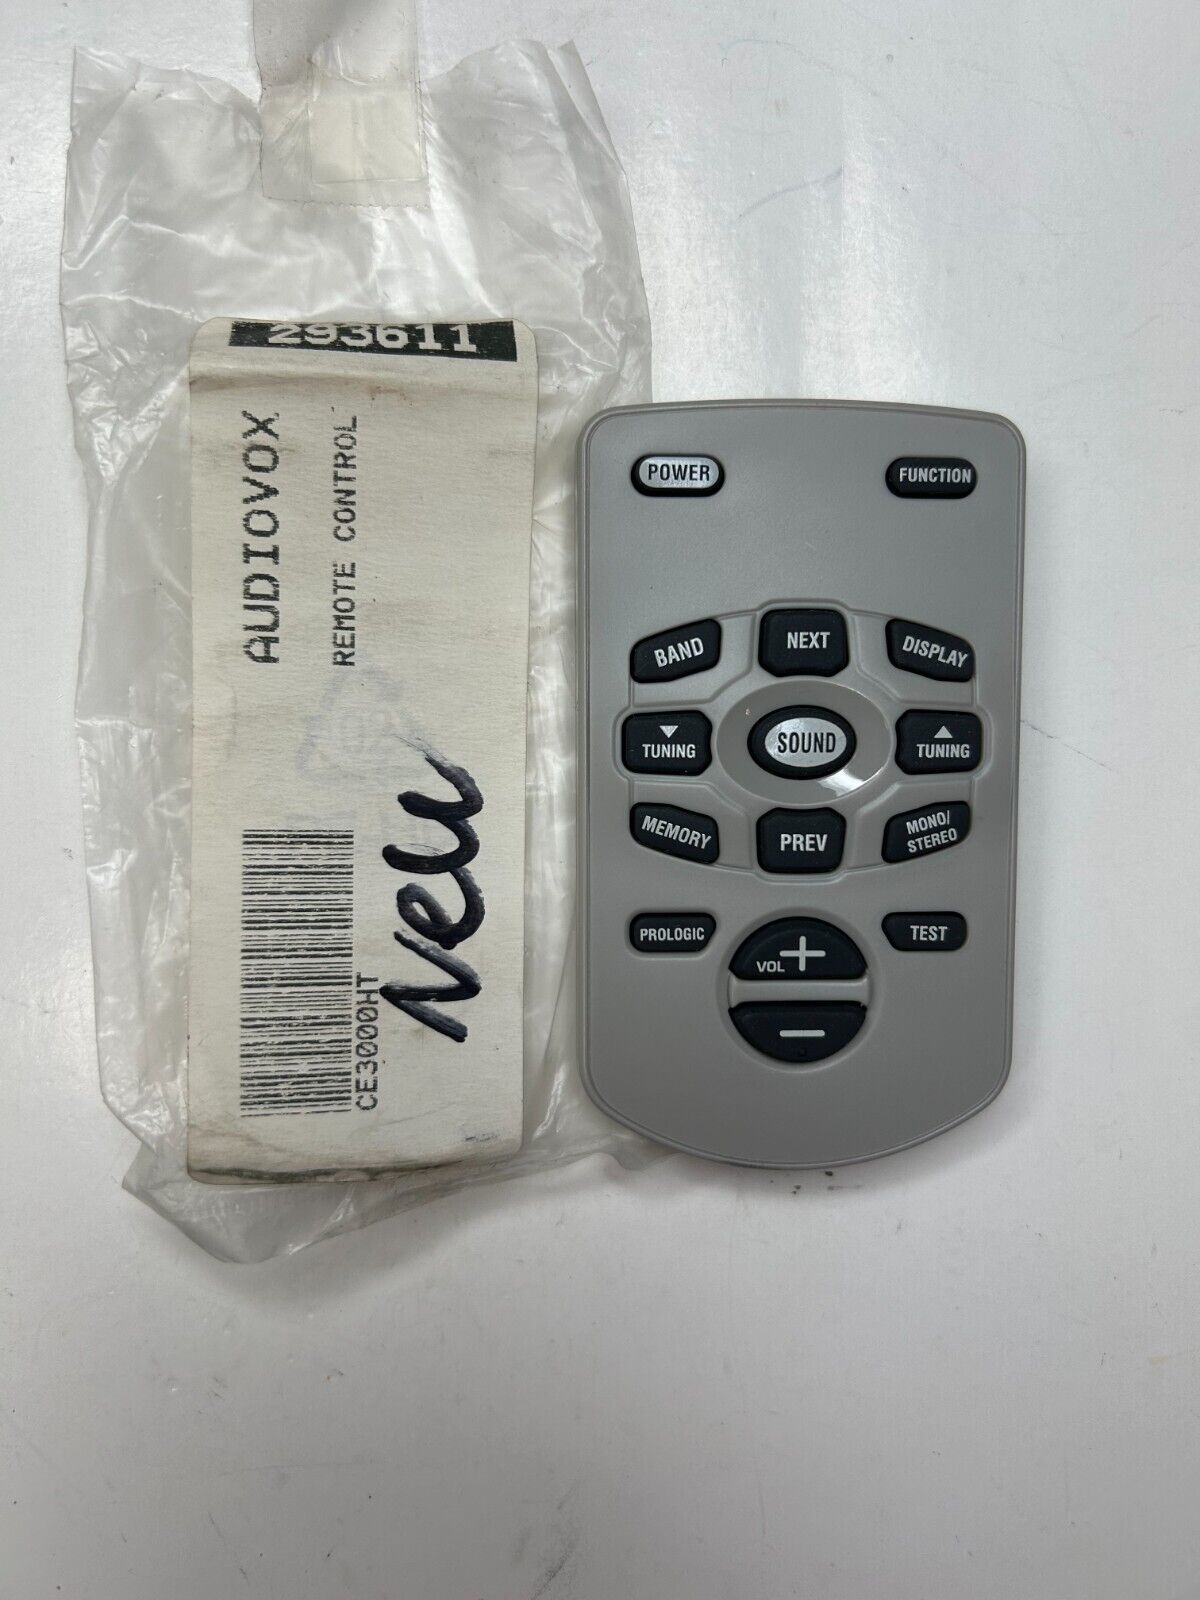 293611
AUDIOVOX
REMOTE CONTROL
CE3000HT
New
POWER
FUNCTION
BAND
NEXT
DISPLAY
TUNING
SOUND
TUNING
MEMORY
PREV
MONO/
STEREO
PROLOGIC
VOL +
TEST
−